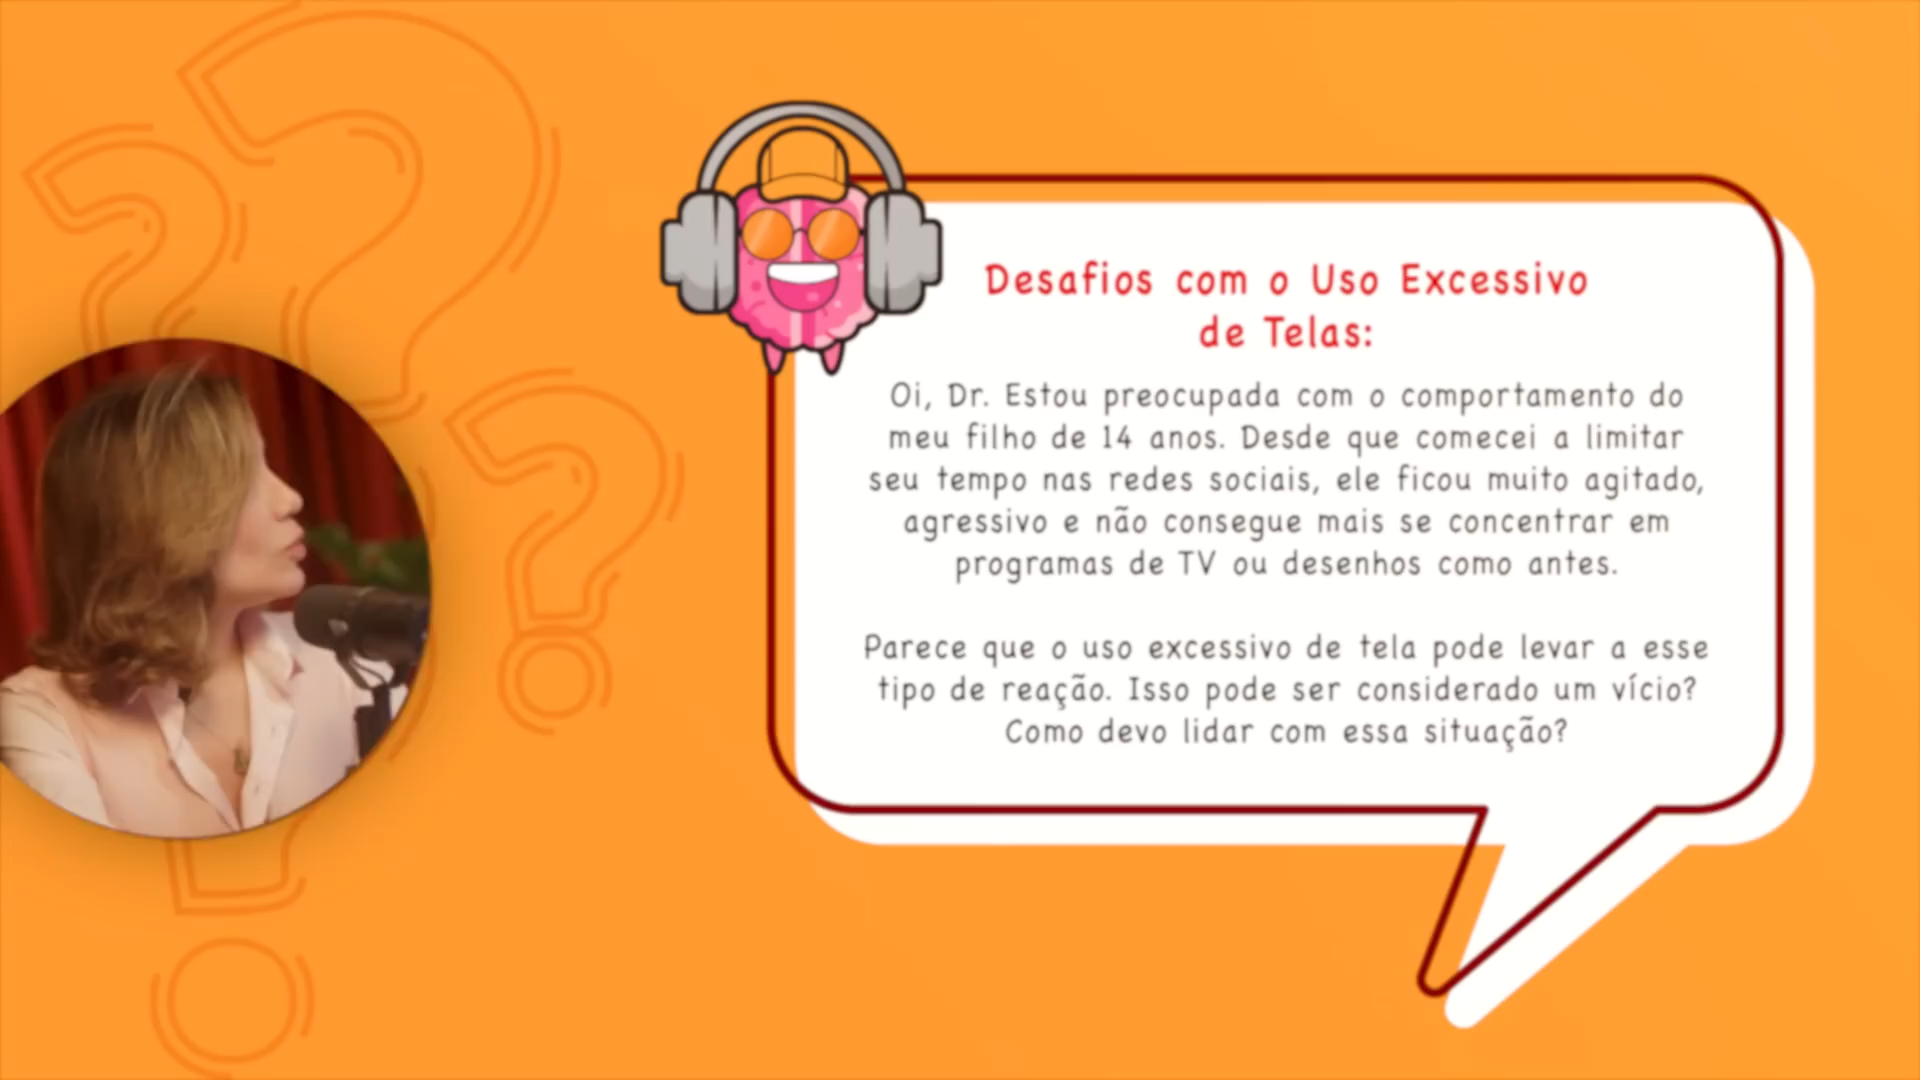 Desafios com o Uso Excessivo
de Telas:
Oi, Dr. Estou preocupada com o comportamento do
meu filho de 14 anos. Desde que comecei a limitar
seu tempo nas redes sociais, ele ficou muito agitado,
agressivo e não consegue mais se concentrar em
programas de TV ou desenhos como antes.
Parece que o uso excessivo de tela pode levar a esse
tipo de reação. Isso pode ser considerado um vício?
Como devo lidar com essa situação?